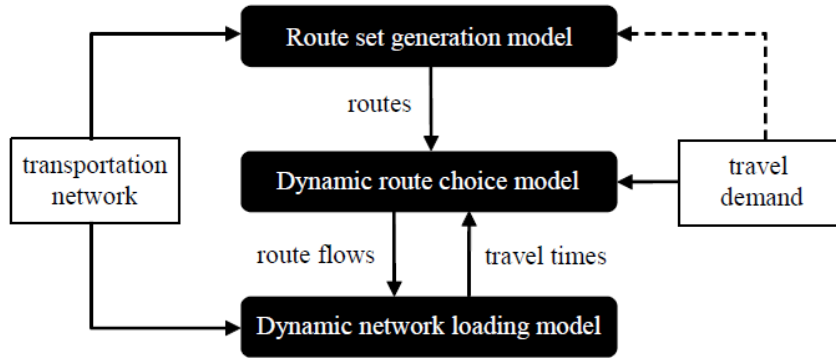 Route set generation model
routes
transportation
network
Dynamic route choice model
travel
demand
route flows
travel times
Dynamic network loading model